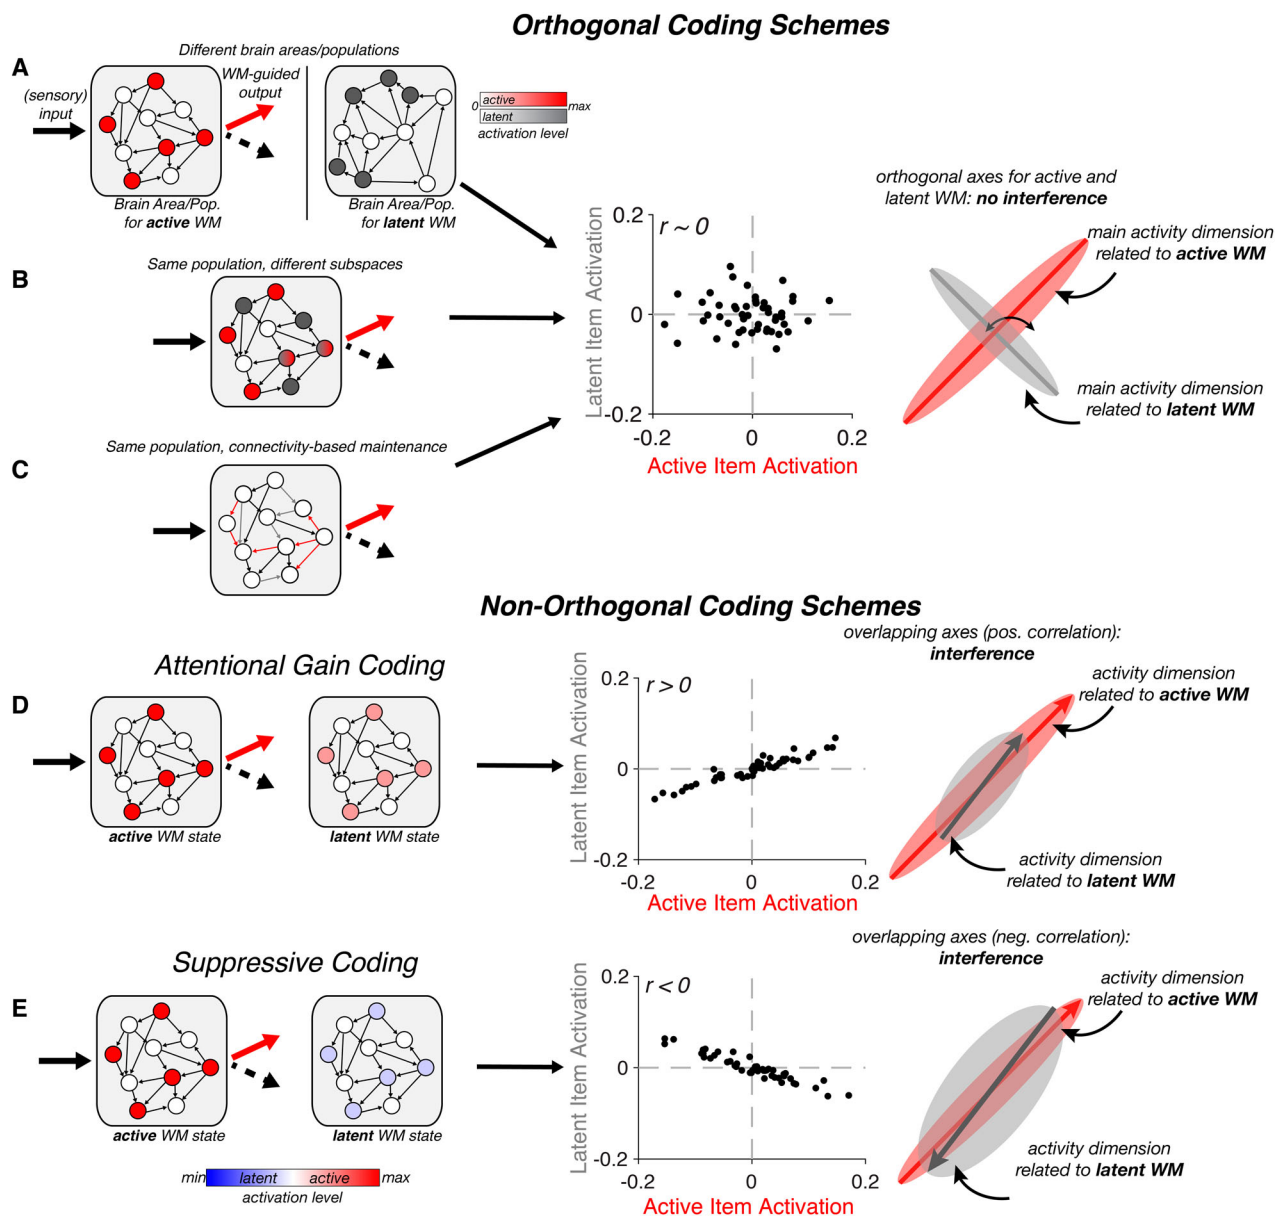 Orthogonal Coding Schemes
Different brain areas/populations
A
(sensory)
input
WM-guided
output
0
active
max
latent
activation level
Brain Area/Pop.
for active WM
Brain Area/Pop.
for latent WM
B
Same population, different subspaces
C
Same population, connectivity-based maintenance
0.2
r ~ 0
0
-0.2
Latent Item Activation
-0.2
0
0.2
Active Item Activation
orthogonal axes for active and
latent WM: no interference
main activity dimension
related to active WM
main activity dimension
related to latent WM
Non-Orthogonal Coding Schemes
Attentional Gain Coding
D
active WM state
latent WM state
0.2
r > 0
0
-0.2
Latent Item Activation
-0.2
0
0.2
Active Item Activation
overlapping axes (pos. correlation):
interference
activity dimension
related to active WM
activity dimension
related to latent WM
Suppressive Coding
E
active WM state
latent WM state
min
latent
active
max
activation level
0.2
r < 0
0
-0.2
Latent Item Activation
-0.2
0
0.2
Active Item Activation
overlapping axes (neg. correlation):
interference
activity dimension
related to active WM
activity dimension
related to latent WM